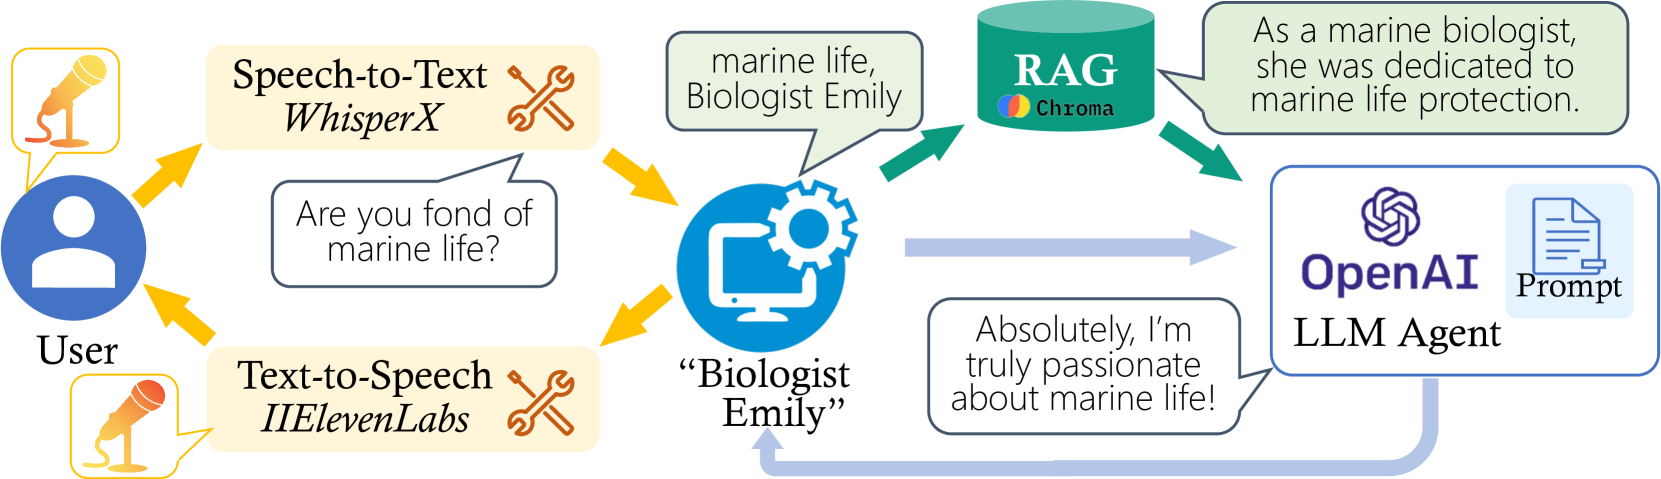 Speech-to-Text
WhisperX
Are you fond of
marine life?
User
Text-to-Speech
IIElevenLabs
marine life,
Biologist Emily
“Biologist
Emily”
RAG
Chroma
As a marine biologist,
she was dedicated to
marine life protection.
OpenAI
LLM Agent
Prompt
Absolutely, I’m
truly passionate
about marine life!